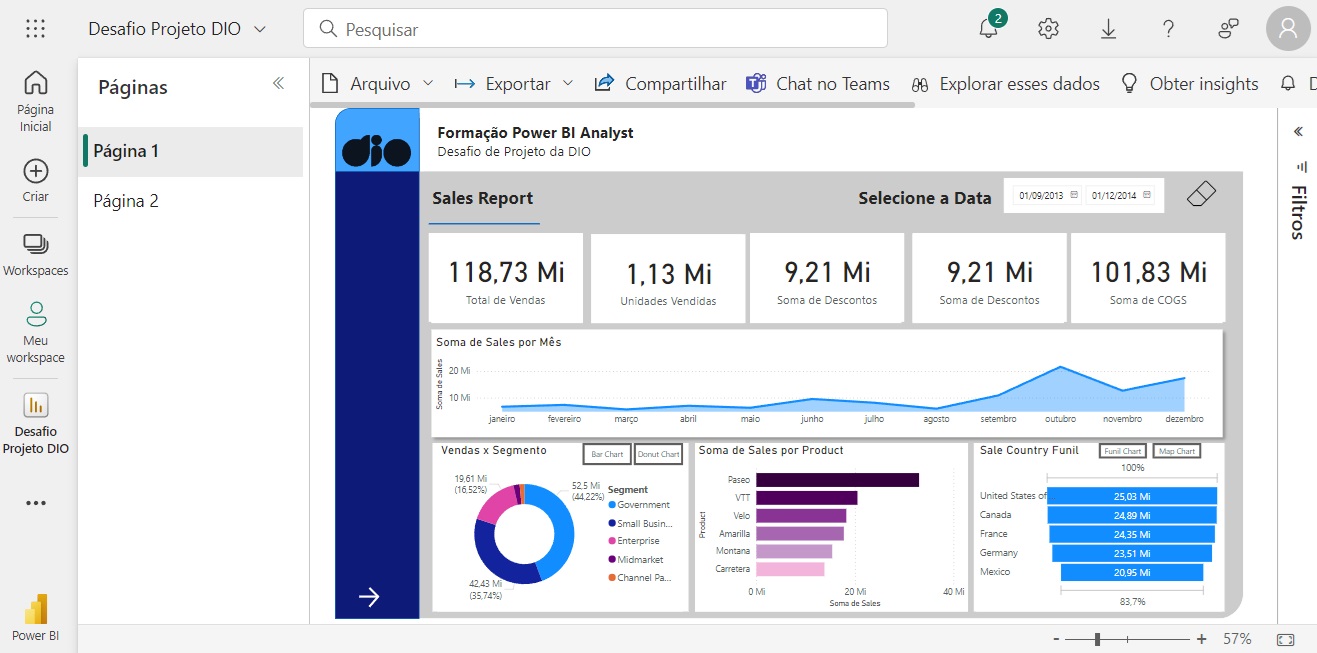 Desafio Projeto DIO
Pesquisar
2
Página Inicial
Criar
Workspaces
Meu workspace
Desafio Projeto DIO
Power BI
Páginas
Página 1
Página 2
Arquivo
Exportar
Compartilhar
Chat no Teams
Explorar esses dados
Obter insights
D
dio
Formação Power BI Analyst
Desafio de Projeto da DIO
Sales Report
Selecione a Data
01/09/2013
01/12/2014
118,73 Mi
Total de Vendas
1,13 Mi
Unidades Vendidas
9,21 Mi
Soma de Descontos
9,21 Mi
Soma de Descontos
101,83 Mi
Soma de COGS
Soma de Sales por Mês
Soma de Sales
20 Mi
10 Mi
janeiro fevereiro março abril maio junho julho agosto setembro outubro novembro dezembro
Vendas x Segmento
Bar Chart
Donut Chart
19,61 Mi
(16,52%)
52,5 Mi
(44,22%)
42,43 Mi
(35,74%)
Segment
Government
Small Busin...
Enterprise
Midmarket
Channel Pa...
Soma de Sales por Product
Product
Paseo
VTT
Velo
Amarilla
Montana
Carretera
0 Mi 20 Mi 40 Mi
Soma de Sales
Sale Country Funil
Funil Chart
Map Chart
100%
United States of 25,03 Mi
Canada 24,89 Mi
France 24,35 Mi
Germany 23,51 Mi
Mexico 20,95 Mi
83,7%
Filtros
- + 57%